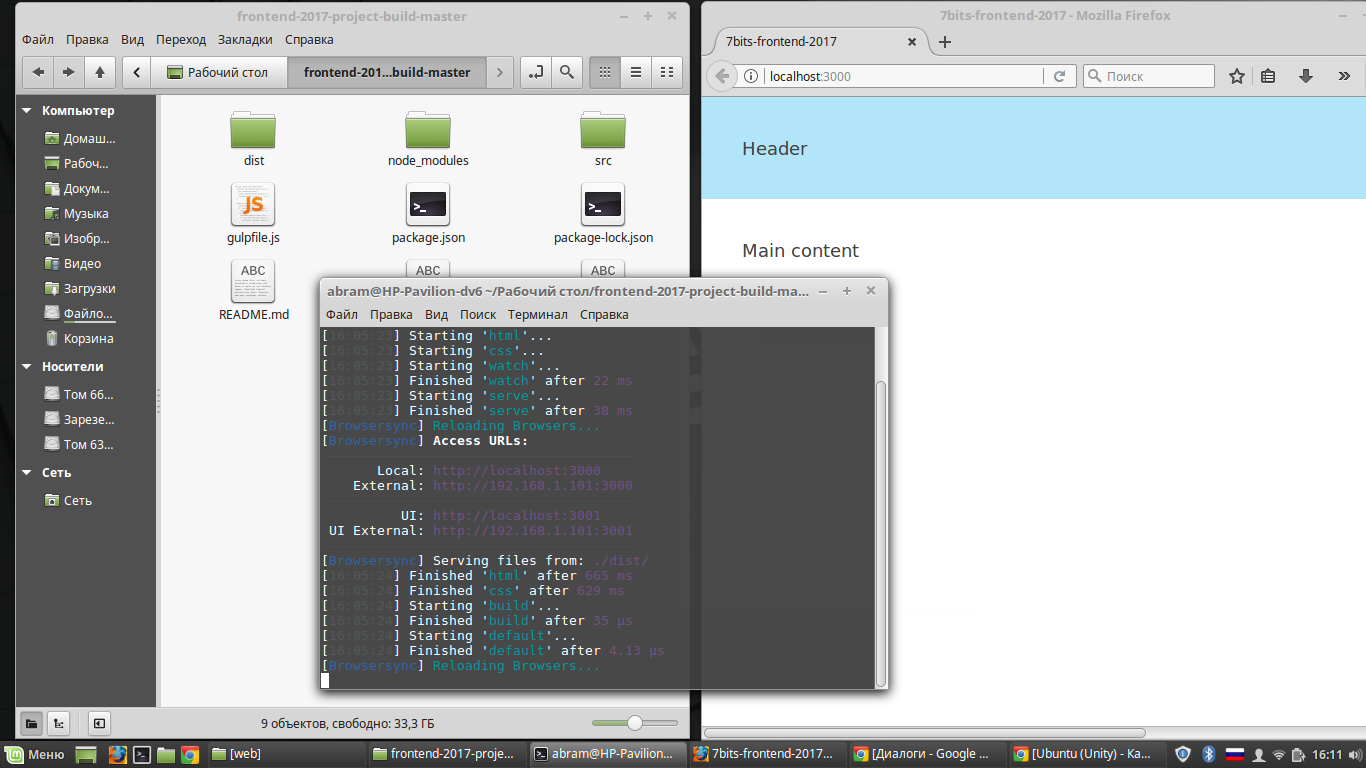 frontend-2017-project-build-master
Файл Правка Вид Переход Закладки Справка
Рабочий стол frontend-201...build-master
Компьютер
Домаш...
Рабоч...
Докум...
Музыка
Изобр...
Видео
Загрузки
Файло...
Корзина
Носители
Том 66...
Зарезе...
Том 63...
Сеть
Сеть
dist node_modules src
JS
gulpfile.js package.json package-lock.json
ABC ABC ABC
README.md
9 объектов, свободно: 33,3 ГБ
7bits-frontend-2017 - Mozilla Firefox
7bits-frontend-2017
localhost:3000 Поиск
Header
Main content
abram@HP-Pavilion-dv6 ~/Рабочий стол/frontend-2017-project-build-ma...
Файл Правка Вид Поиск Терминал Справка
[16:05:23] Starting 'html'...
[16:05:23] Starting 'css'...
[16:05:23] Starting 'watch'...
[16:05:23] Finished 'watch' after 22 ms
[16:05:23] Starting 'serve'...
[16:05:23] Finished 'serve' after 38 ms
[Browsersync] Reloading Browsers...
[Browsersync] Access URLs:
--------------------------------------
Local: http://localhost:3000
External: http://192.168.1.101:3000
--------------------------------------
UI: http://localhost:3001
UI External: http://192.168.1.101:3001
--------------------------------------
[Browsersync] Serving files from: ./dist/
[16:05:24] Finished 'html' after 665 ms
[16:05:24] Finished 'css' after 629 ms
[16:05:24] Starting 'build'...
[16:05:24] Finished 'build' after 35 μs
[16:05:24] Starting 'default'...
[16:05:24] Finished 'default' after 4.13 μs
[Browsersync] Reloading Browsers...
Меню [web] frontend-2017-proje... abram@HP-Pavilion... 7bits-frontend-2017... [Диалоги - Google ... [Ubuntu (Unity) - Ка... 16:11